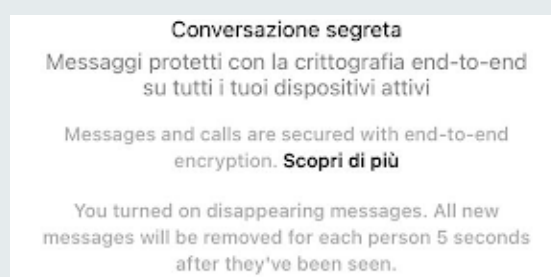 Conversazione segreta
Messaggi protetti con la crittografia end-to-end
su tutti i tuoi dispositivi attivi
Messages and calls are secured with end-to-end
encryption. Scopri di più
You turned on disappearing messages. All new
messages will be removed for each person 5 seconds
after they've been seen.